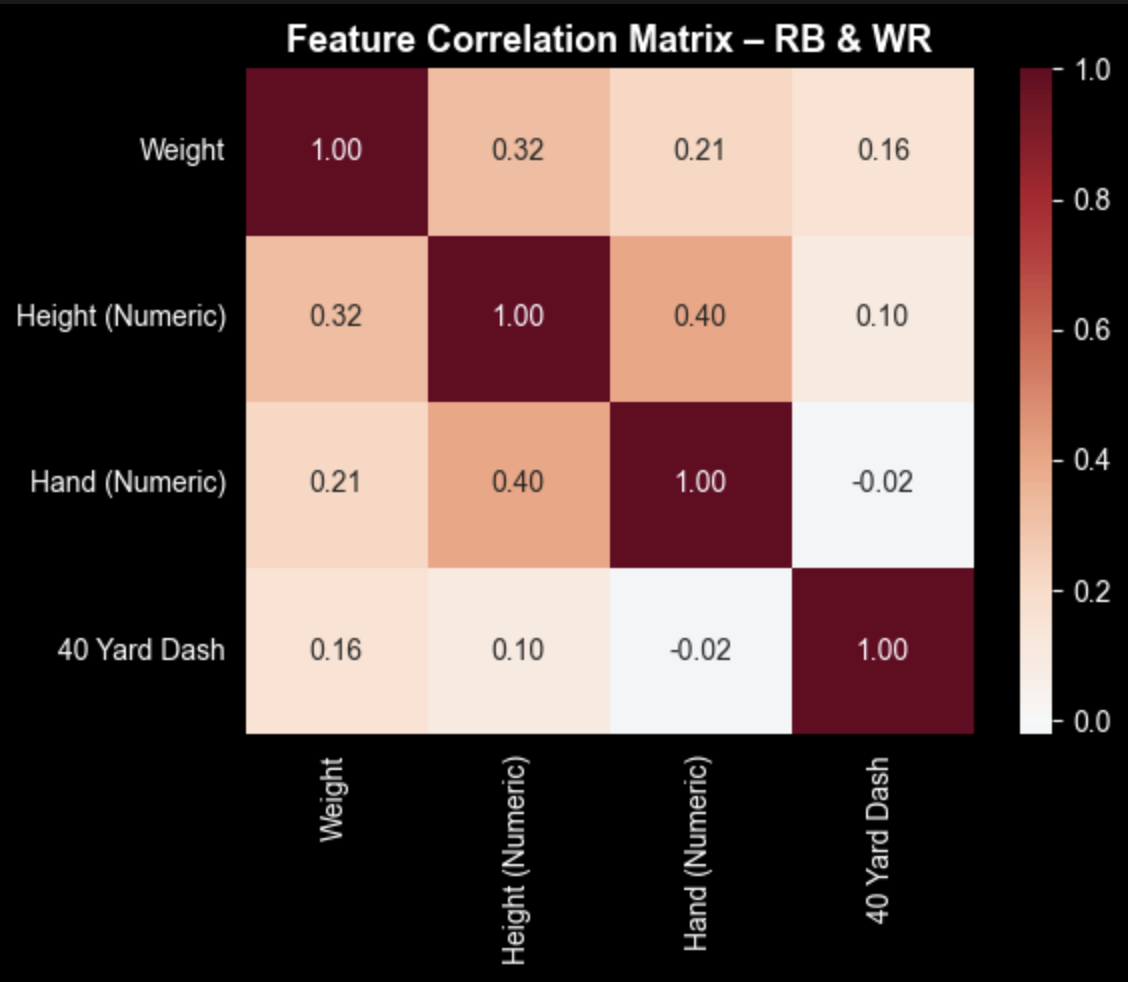 Feature Correlation Matrix – RB & WR
Weight 1.00 0.32 0.21 0.16
Height (Numeric) 0.32 1.00 0.40 0.10
Hand (Numeric) 0.21 0.40 1.00 -0.02
40 Yard Dash 0.16 0.10 -0.02 1.00
Weight
Height (Numeric)
Hand (Numeric)
40 Yard Dash
1.0
0.8
0.6
0.4
0.2
0.0